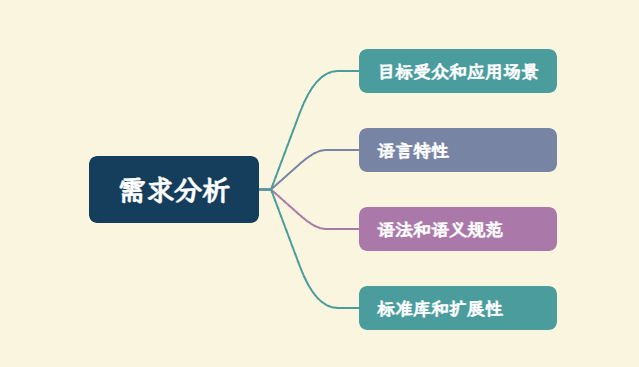 需求分析
目标受众和应用场景
语言特性
语法和语义规范
标准库和扩展性